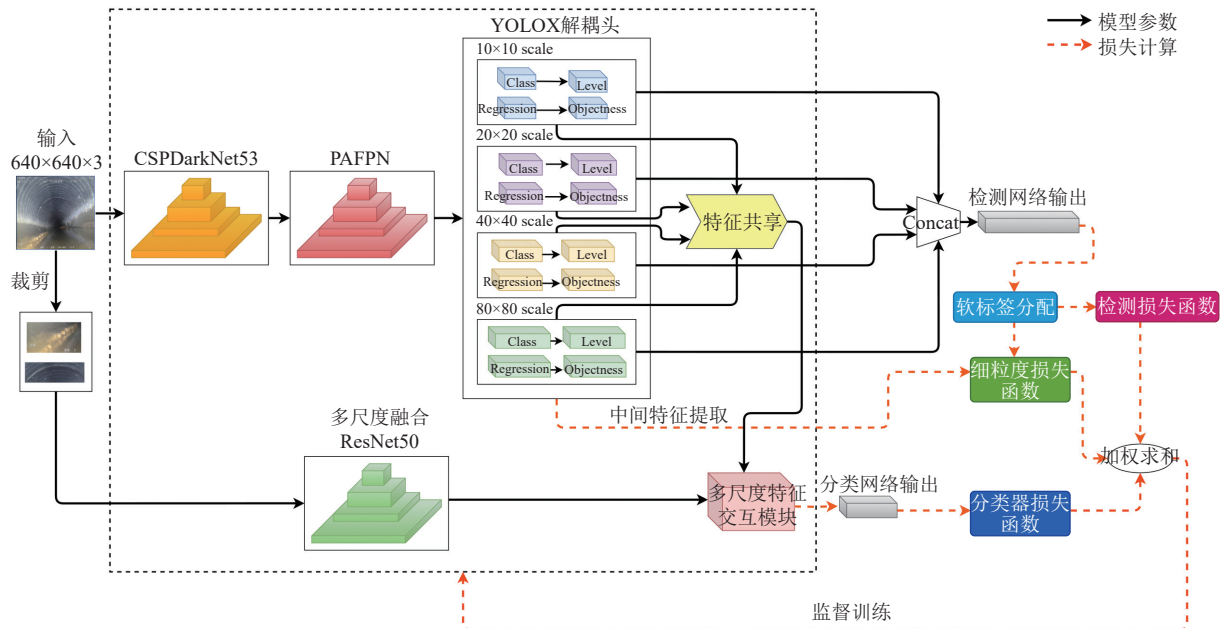 YOLOX解耦头
模型参数
损失计算
10×10 scale
Class
Level
Regression
Objectness
输入
640×640×3
CSPDarkNet53
PAFPN
20×20 scale
Class
Level
Regression
Objectness
特征共享
Concat
检测网络输出
40×40 scale
Class
Level
Regression
Objectness
裁剪
80×80 scale
Class
Level
Regression
Objectness
软标签分配
检测损失函数
细粒度损失
函数
中间特征提取
多尺度融合
ResNet50
加权求和
多尺度特征
交互模块
分类网络输出
分类器损失
函数
监督训练